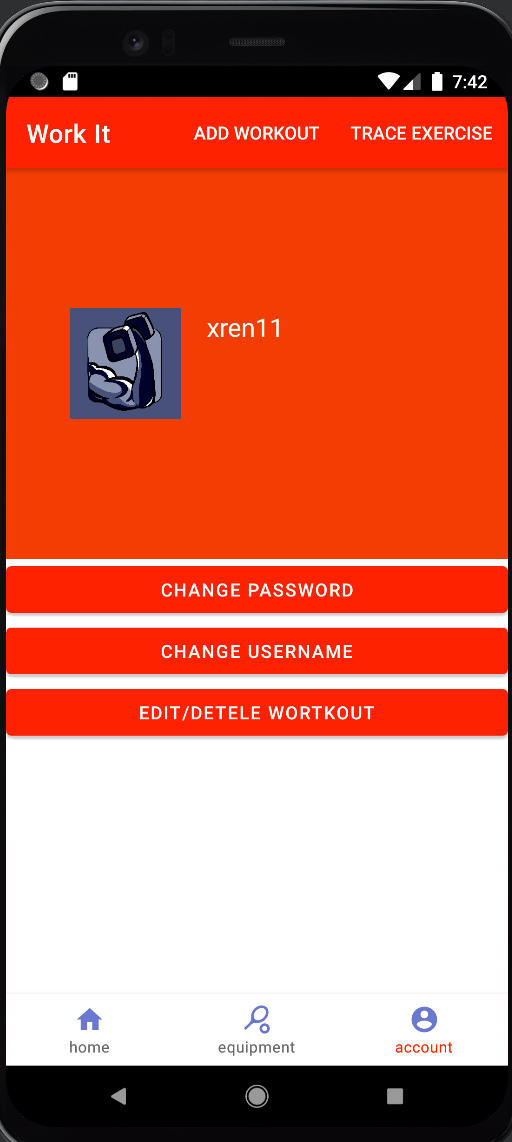 7:42
Work It ADD WORKOUT TRACE EXERCISE
xren11
CHANGE PASSWORD
CHANGE USERNAME
EDIT/DETELE WORTKOUT
home equipment account